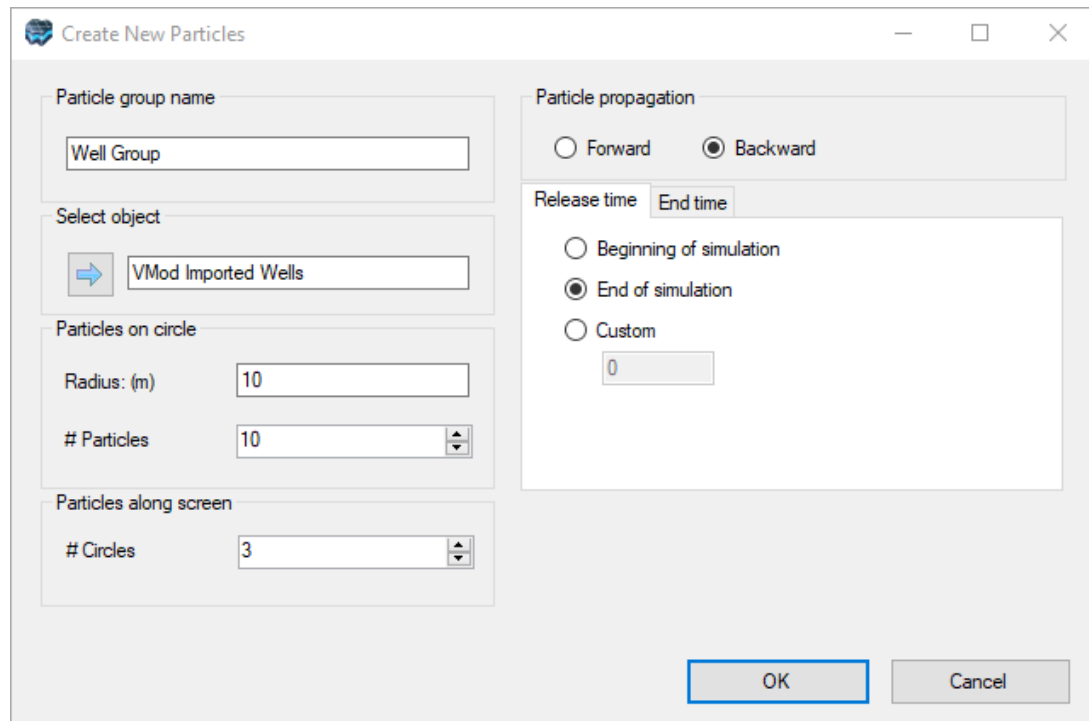 Create New Particles
Particle group name
Well Group
Select object
VMod Imported Wells
Particles on circle
Radius: (m)
10
# Particles
10
Particles along screen
# Circles
3
Particle propagation
Forward
Backward
Release time
End time
Beginning of simulation
End of simulation
Custom
0
OK
Cancel